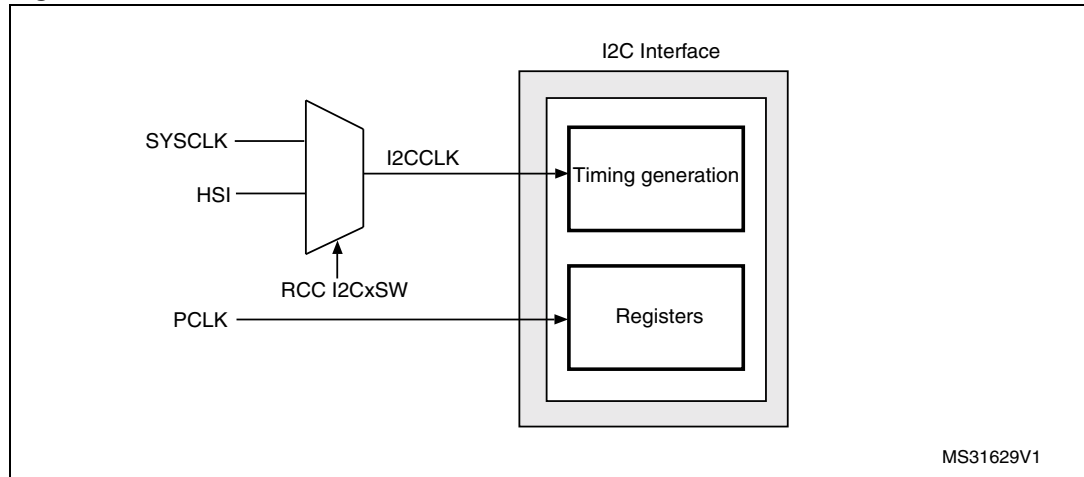 I2C Interface
SYSCLK
I2CCLK
Timing generation
HSI
RCC I2CxSW
PCLK
Registers
MS31629V1